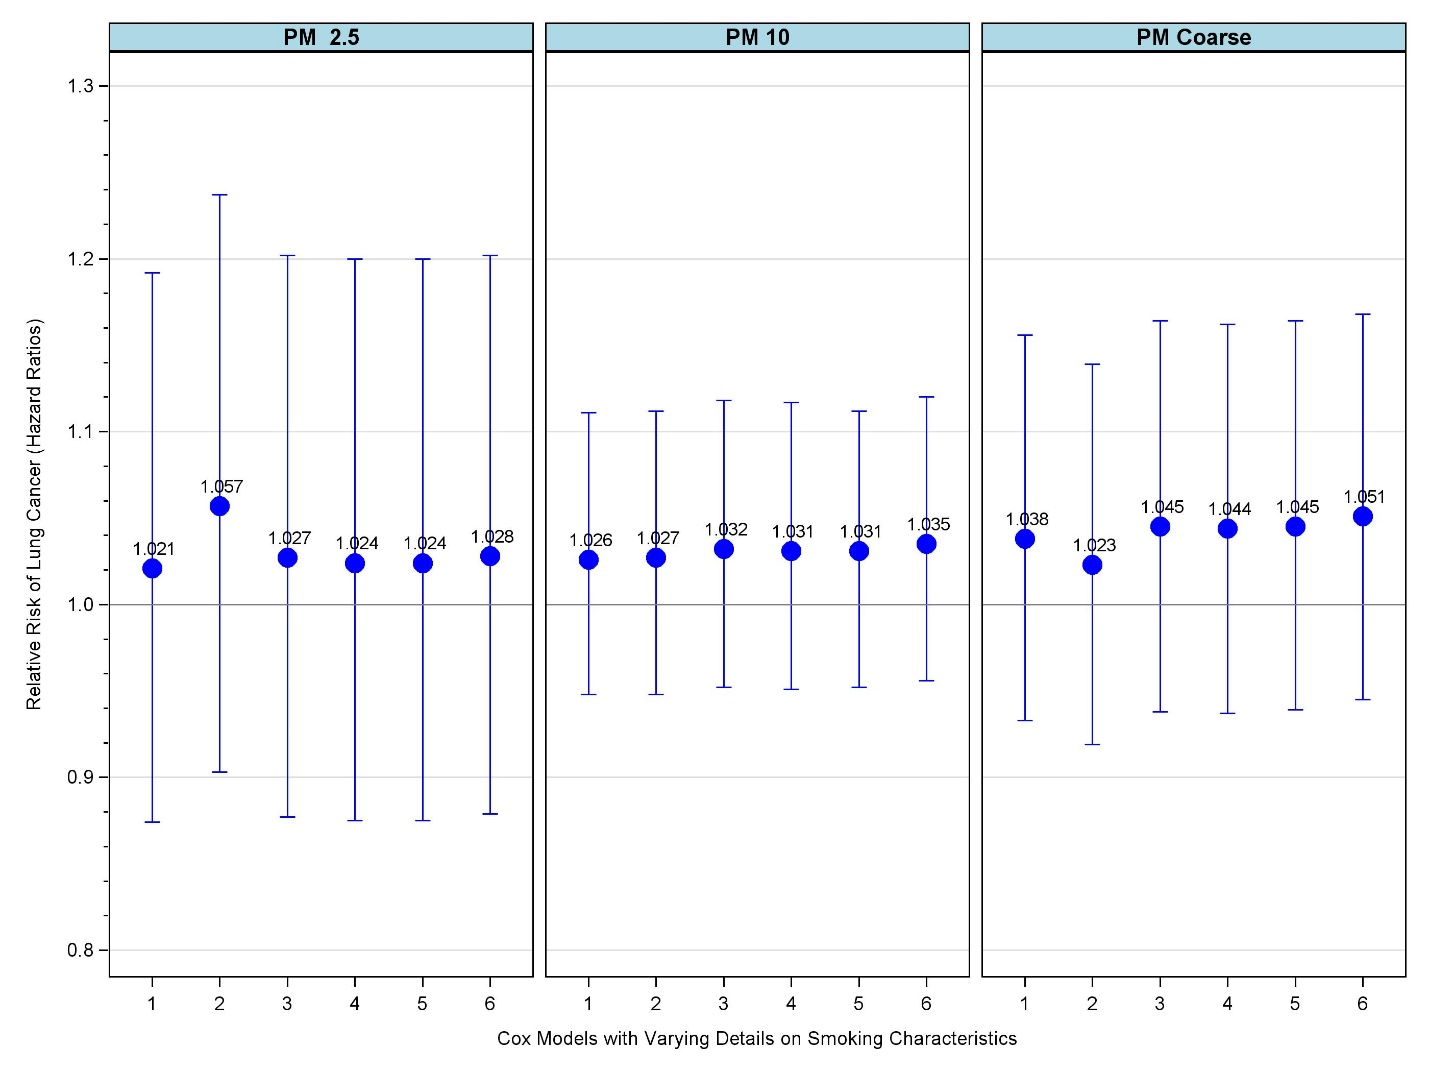 PM 2.5 PM 10 PM Coarse
1.3
1.2
1.1
1.0
0.9
0.8
Relative Risk of Lung Cancer (Hazard Ratios)
1.021 1.057 1.027 1.024 1.024 1.028
1.026 1.027 1.032 1.031 1.031 1.035
1.038 1.023 1.045 1.044 1.045 1.051
1 2 3 4 5 6 1 2 3 4 5 6 1 2 3 4 5 6
Cox Models with Varying Details on Smoking Characteristics